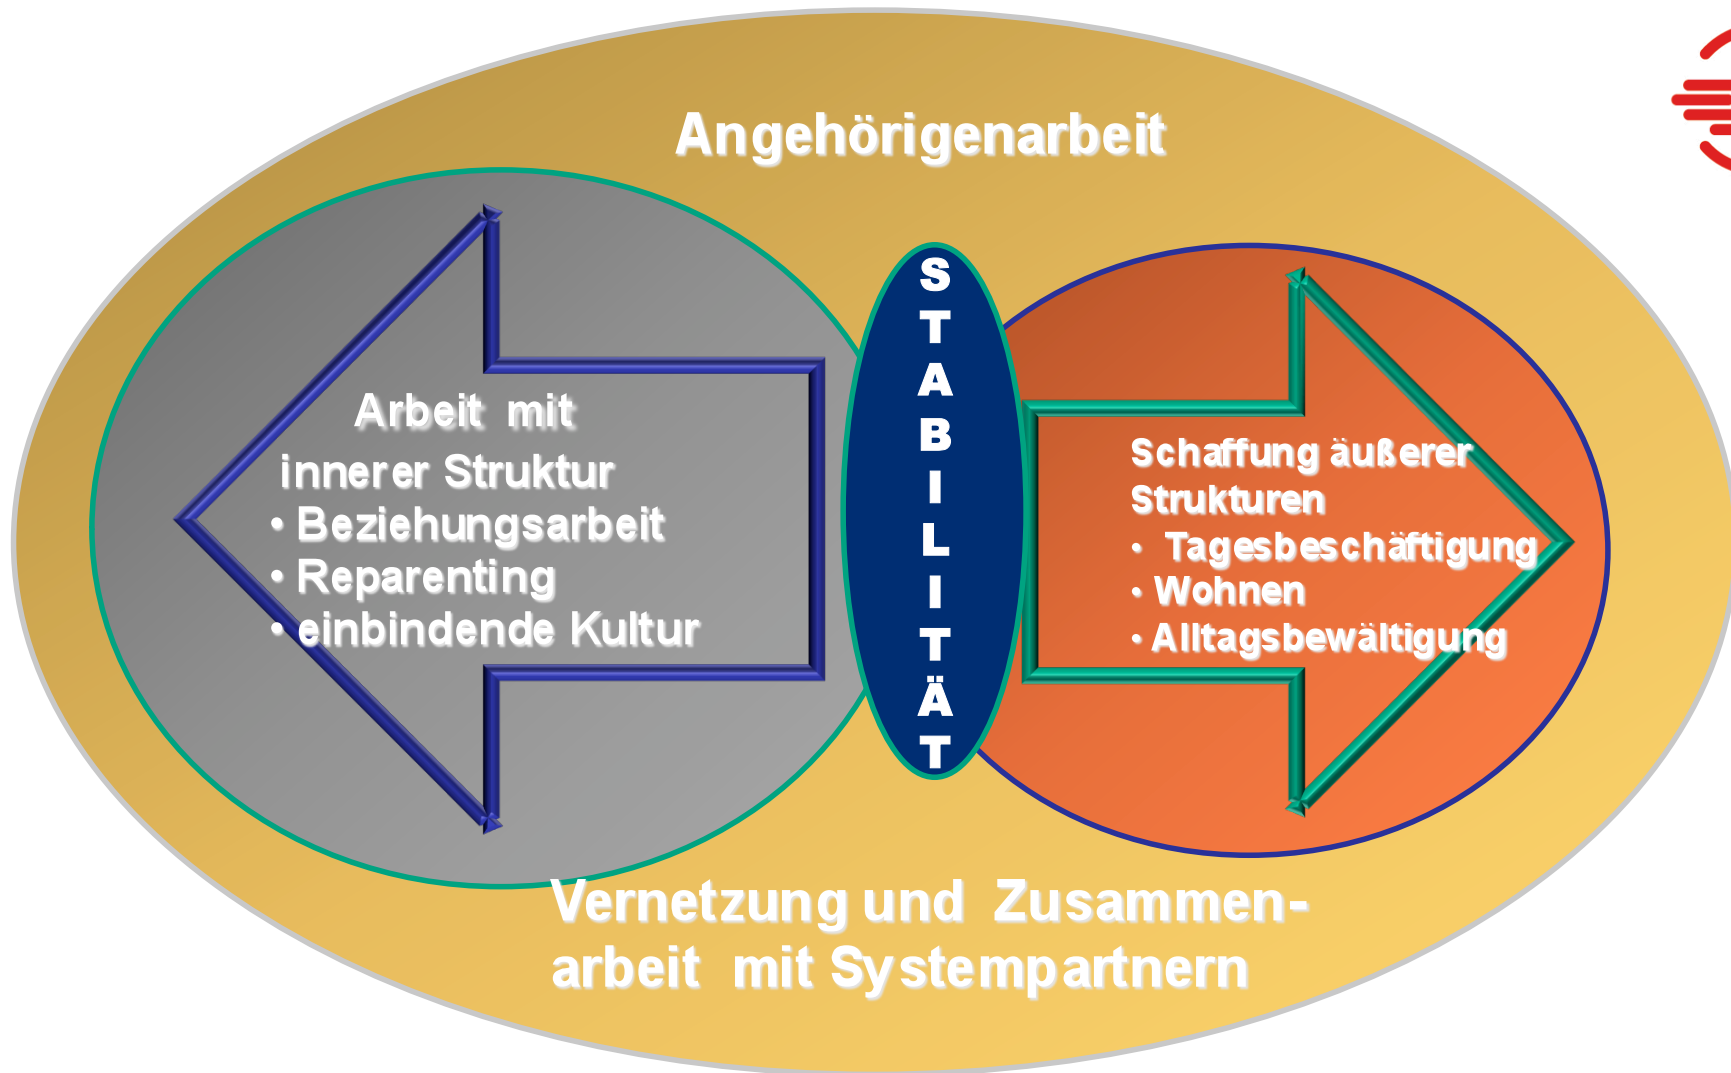 Angehörigenarbeit
Arbeit mit
innerer Struktur
• Beziehungsarbeit
• Reparenting
• einbindende Kultur
S
T
A
B
I
L
I
T
Ä
T
Schaffung äußerer
Strukturen
• Tagesbeschäftigung
• Wohnen
• Alltagsbewältigung
Vernetzung und Zusammen-
arbeit mit Systempartnern